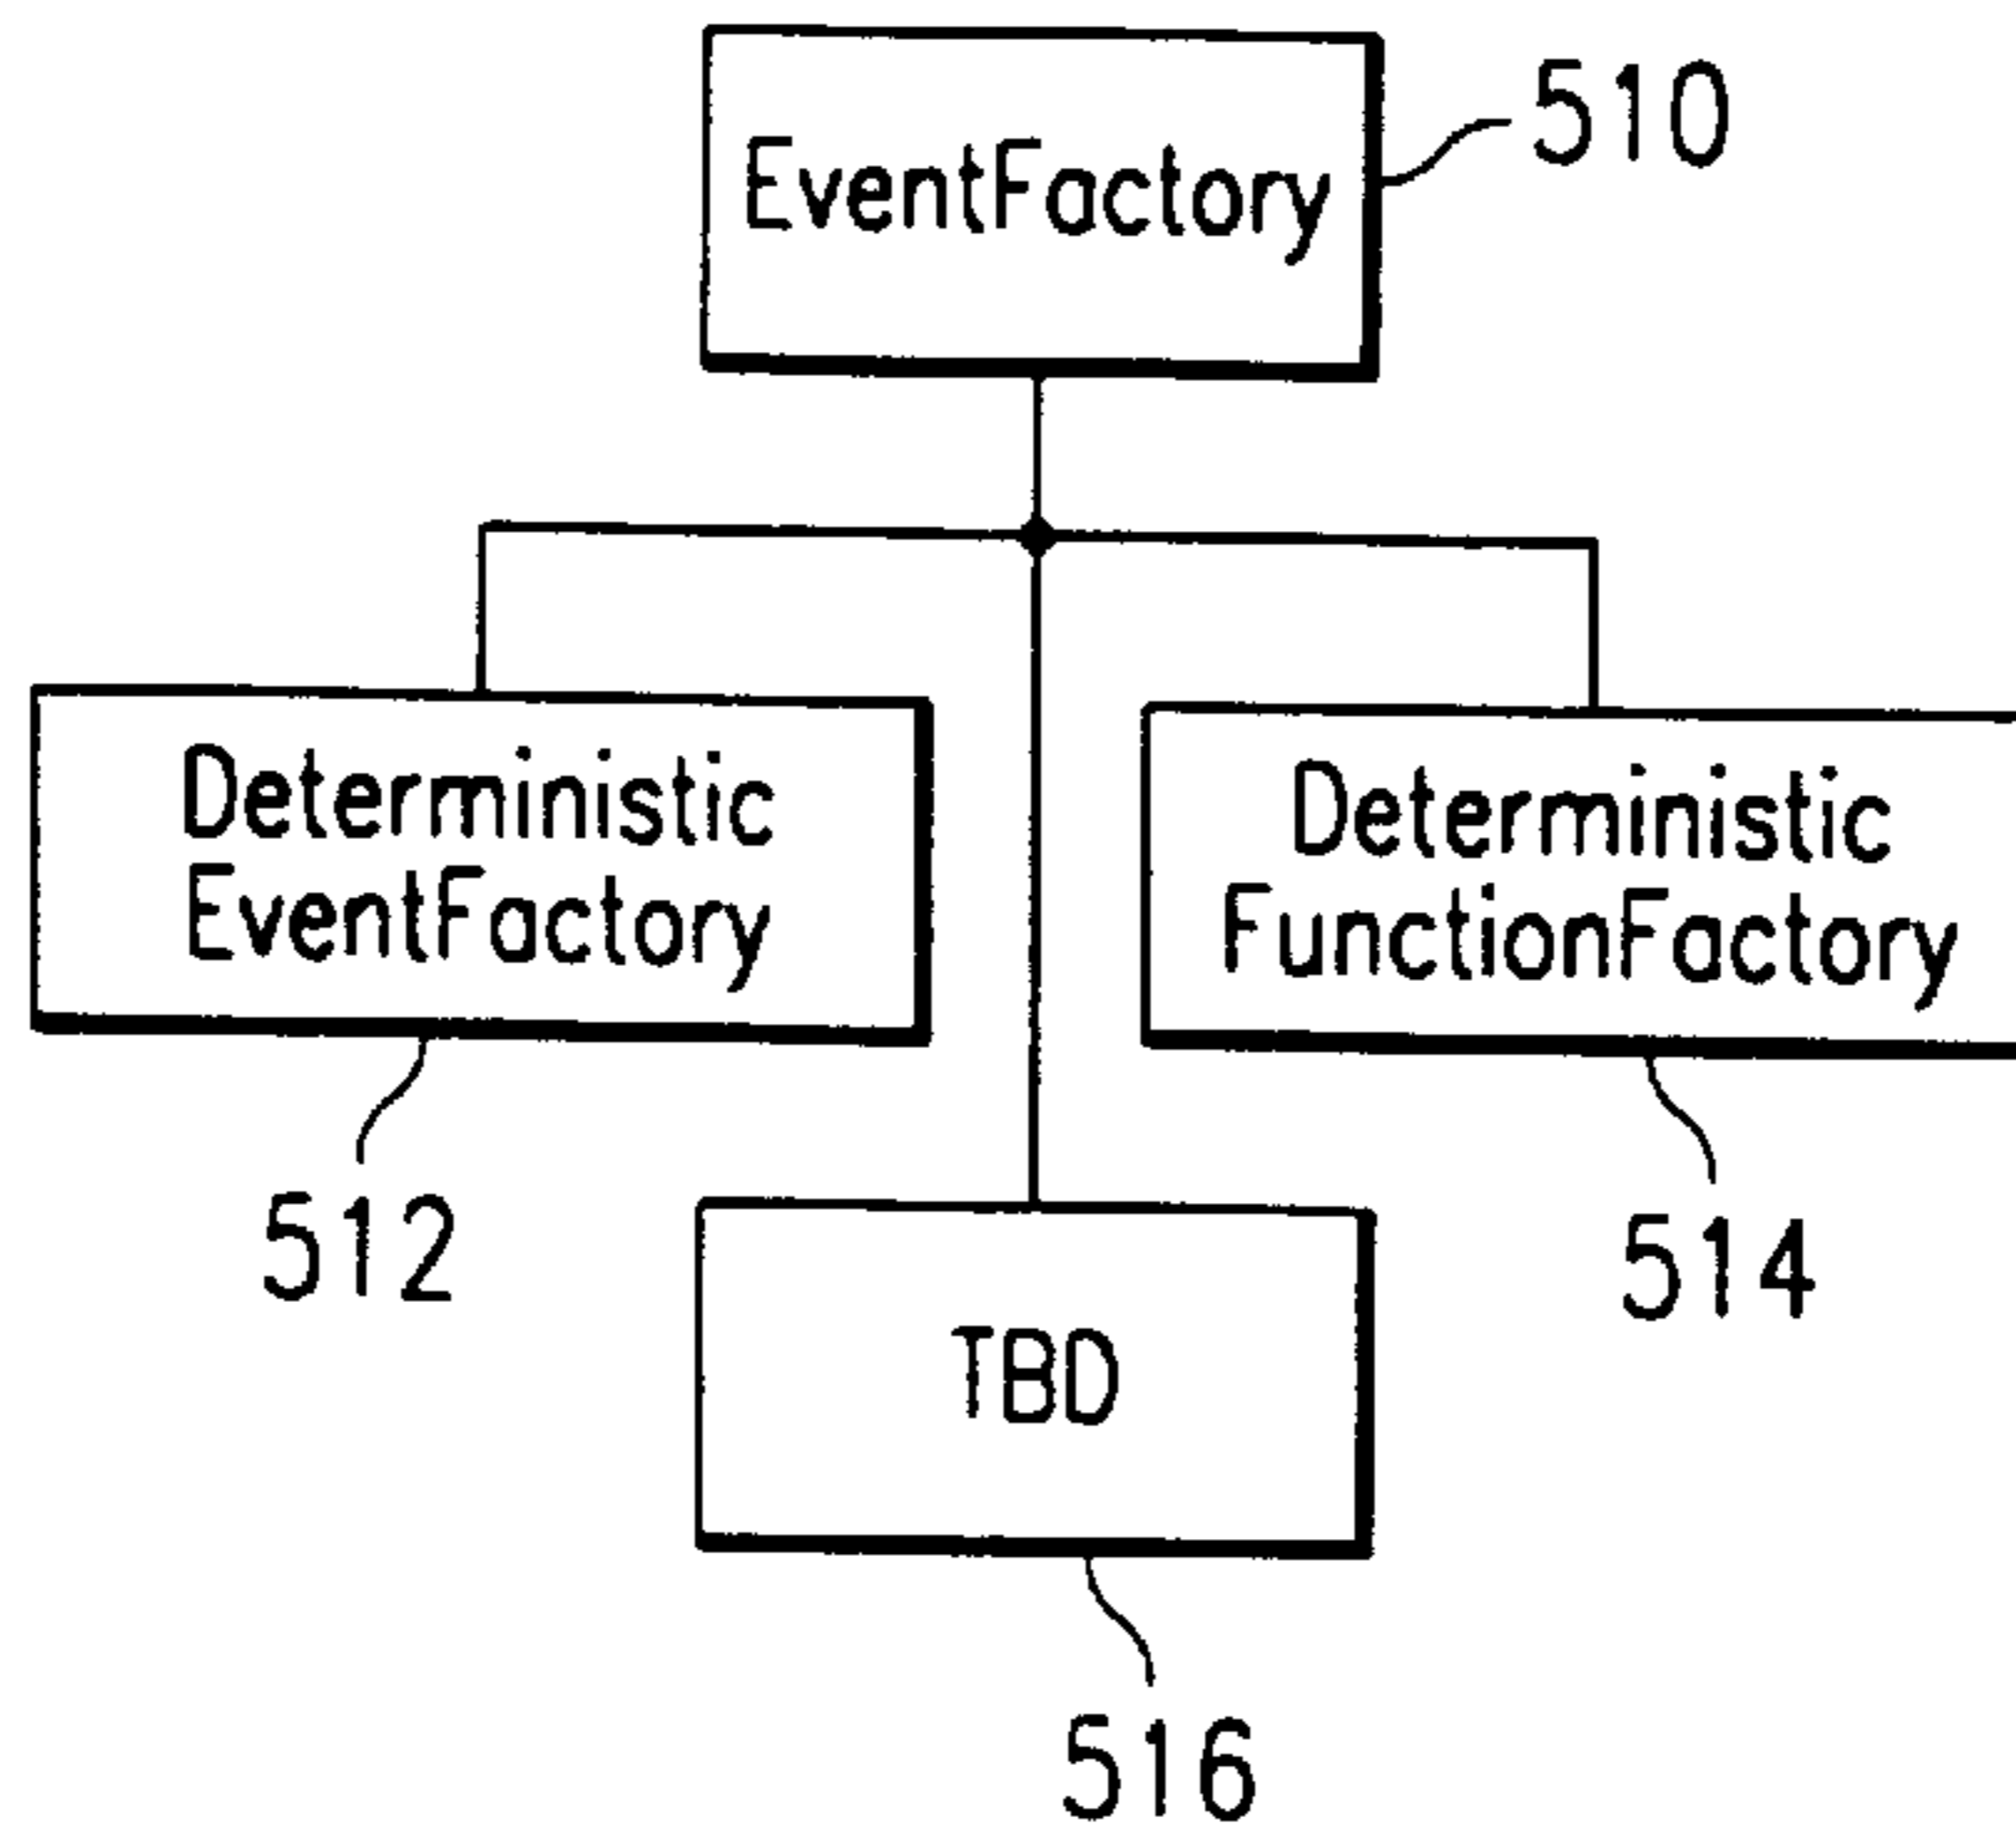 EventFactory
510
Deterministic
EventFactory
Deterministic
FunctionFactory
512
514
TBD
516